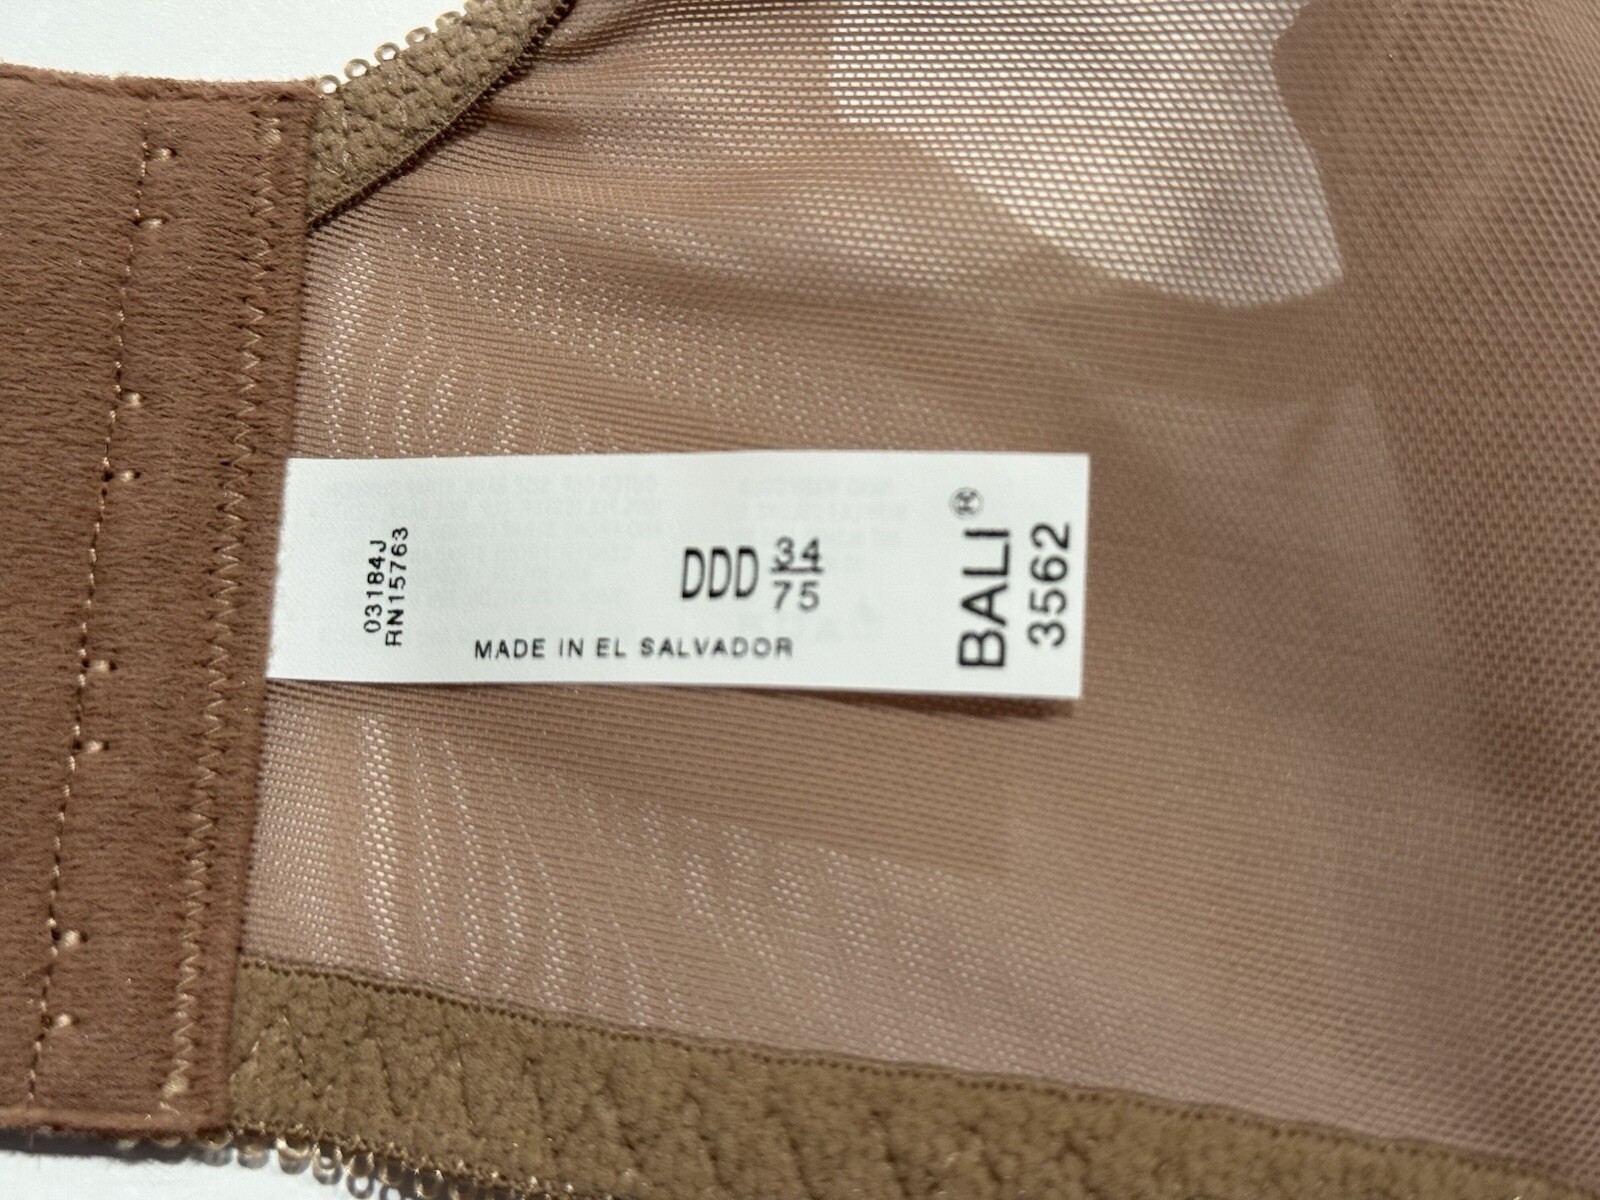 BALI®
3562
DDD 34
75
MADE IN EL SALVADOR
03184J
RN15763